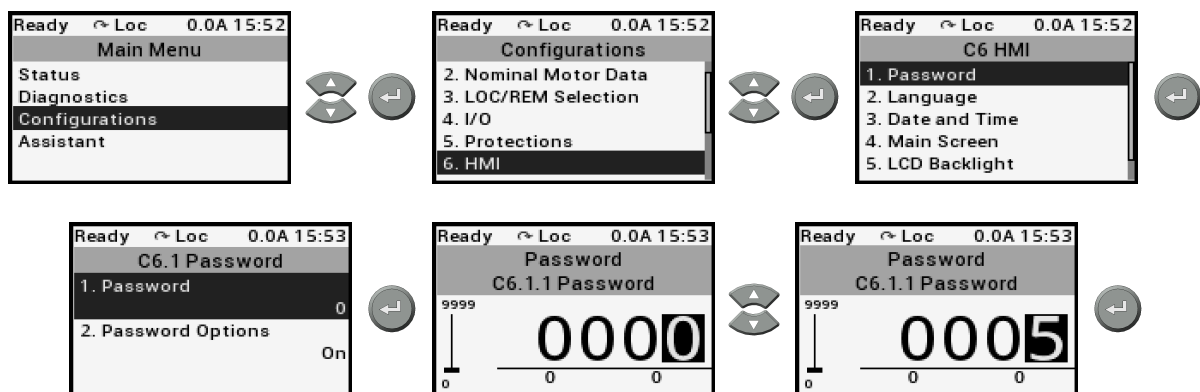 Ready Loc 0.0A 15:52
Main Menu
Status
Diagnostics
Configurations
Assistant
Ready Loc 0.0A 15:52
Configurations
2. Nominal Motor Data
3. LOC/REM Selection
4. I/O
5. Protections
6. HMI
Ready Loc 0.0A 15:52
C6 HMI
1. Password
2. Language
3. Date and Time
4. Main Screen
5. LCD Backlight
Ready Loc 0.0A 15:53
C6.1 Password
1. Password
0
2. Password Options
On
Ready Loc 0.0A 15:53
Password
C6.1.1 Password
9999
0000
0 0 0
Ready Loc 0.0A 15:53
Password
C6.1.1 Password
9999
0005
0 0 0